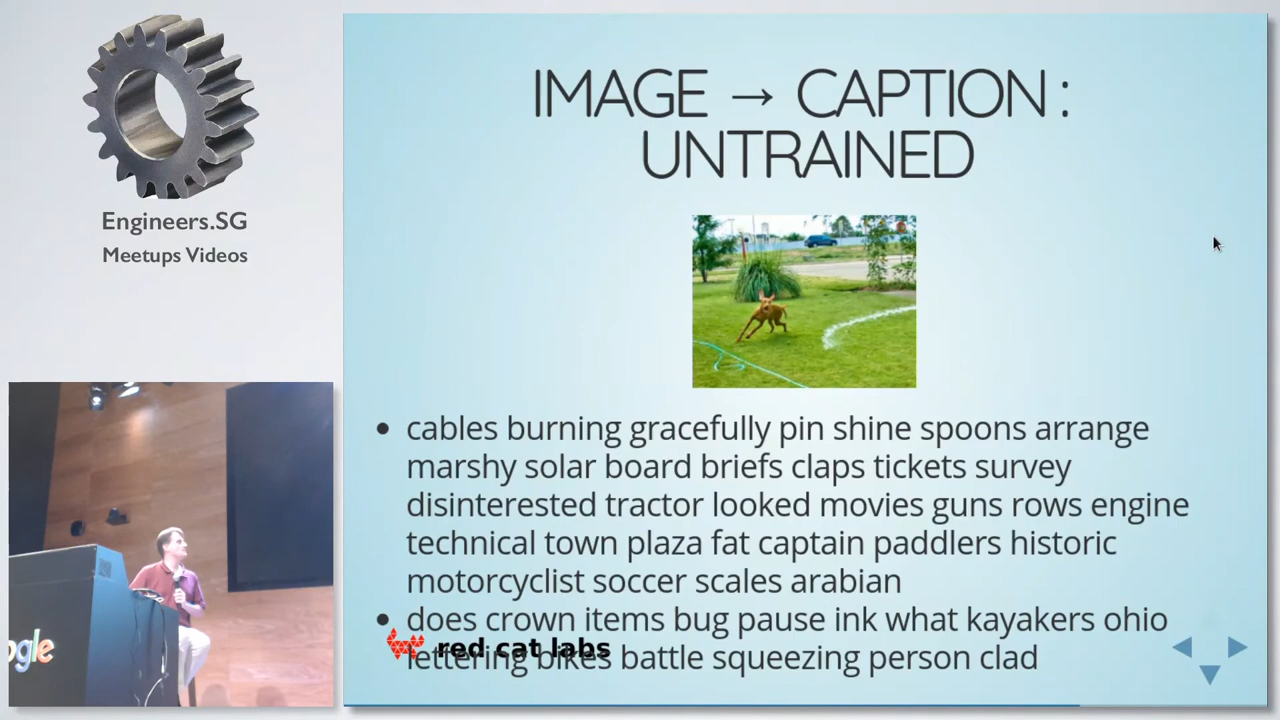 Engineers.SG
Meetups Videos
IMAGE → CAPTION :
UNTRAINED
• cables burning gracefully pin shine spoons arrange
marshy solar board briefs claps tickets survey
disinterested tractor looked movies guns rows engine
technical town plaza fat captain paddlers historic
motorcyclist soccer scales arabian
• does crown items bug pause ink what kayakers ohio
lettering bikes battle squeezing person clad
red cat labs
ogle